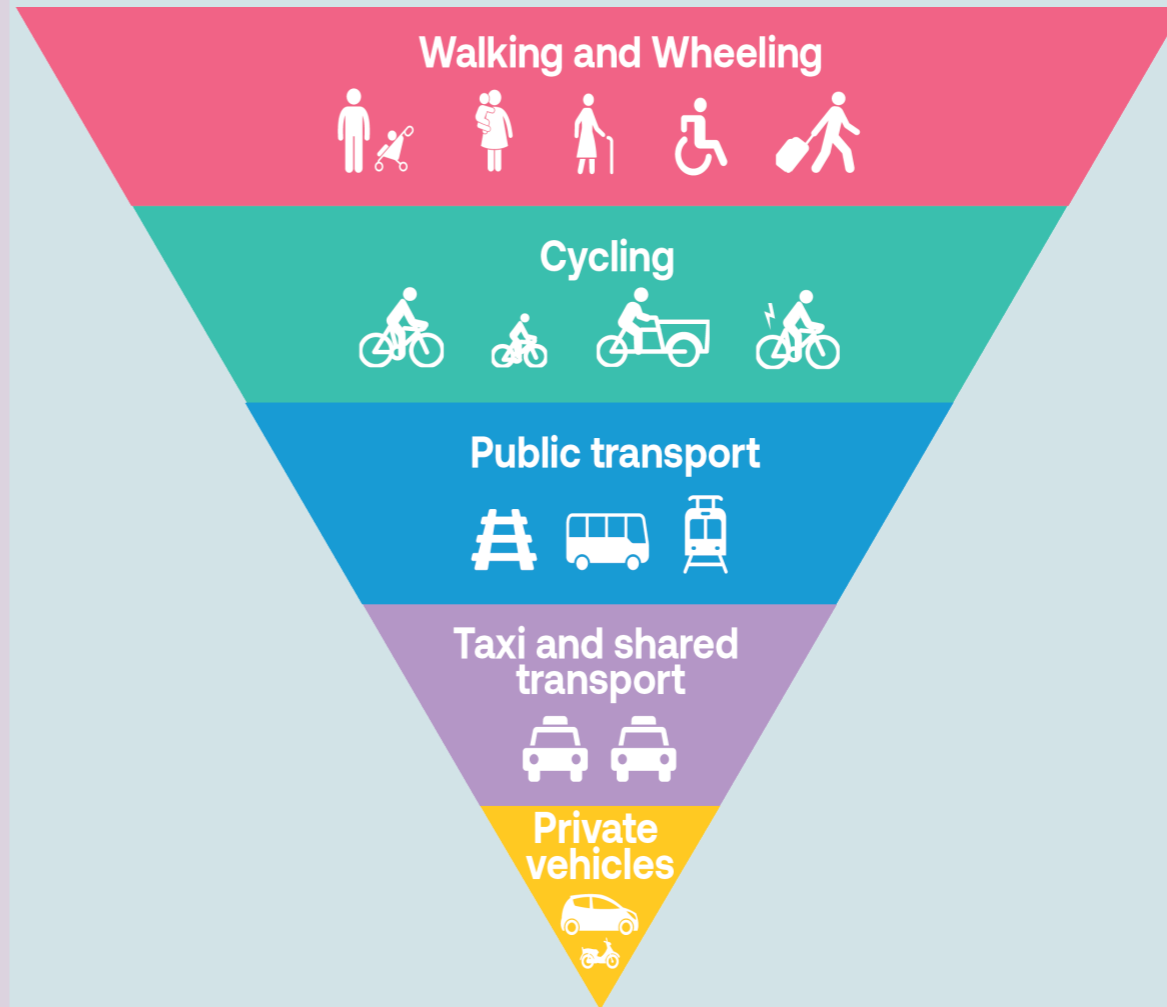 Walking and Wheeling
Cycling
Public transport
Taxi and shared
transport
Private
vehicles